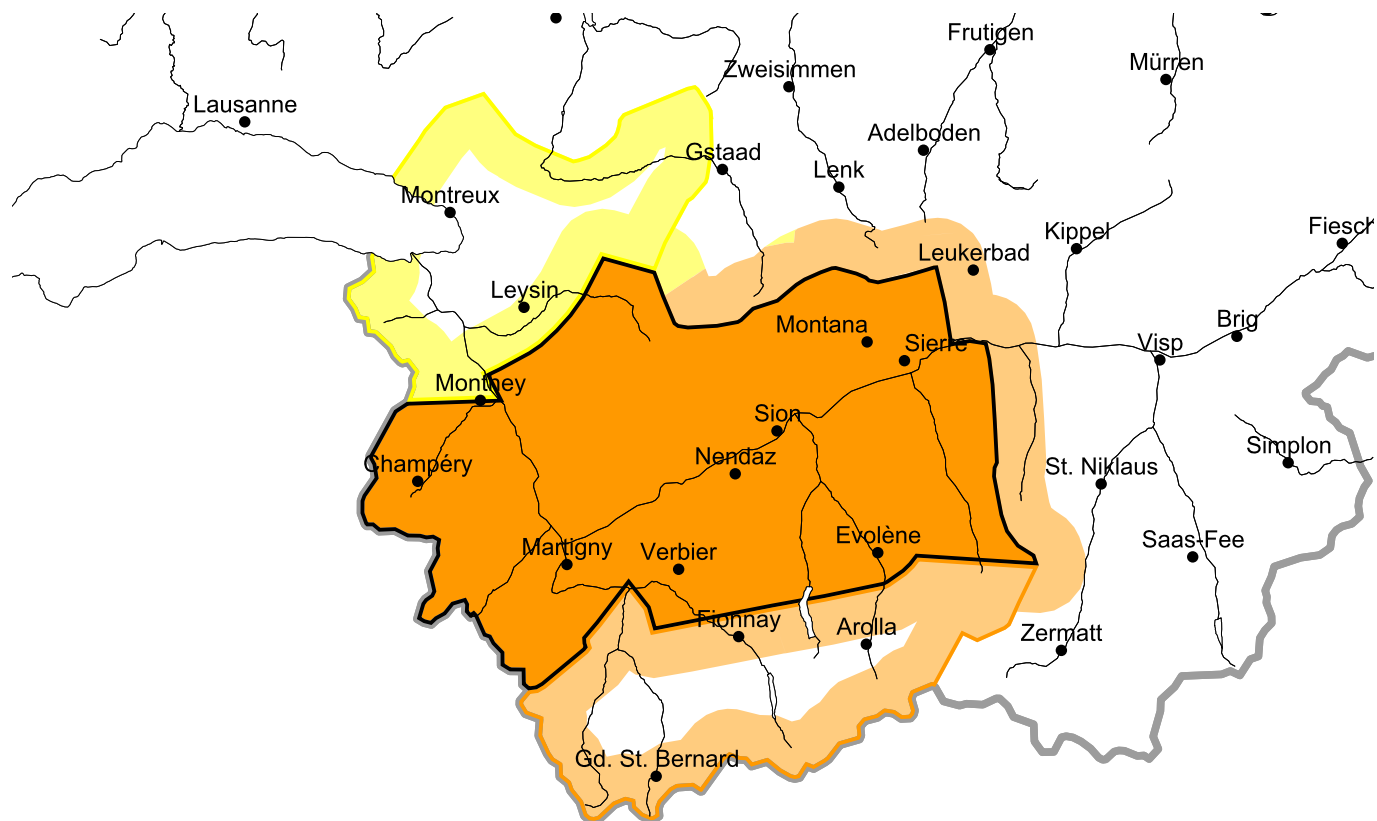 Frutigen
Mürren
Zweisimmen
Lausanne
Adelboden
Gstaad
Lenk
Montreux
Kippel
Fiesch
Leukerbad
Leysin
Montana
Brig
Sierre
Visp
Monthey
Sion
Simplon
Nendaz
Champéry
St. Niklaus
Evolène
Saas-Fee
Martigny
Verbier
Fionnay
Arolla
Zermatt
Gd. St. Bernard